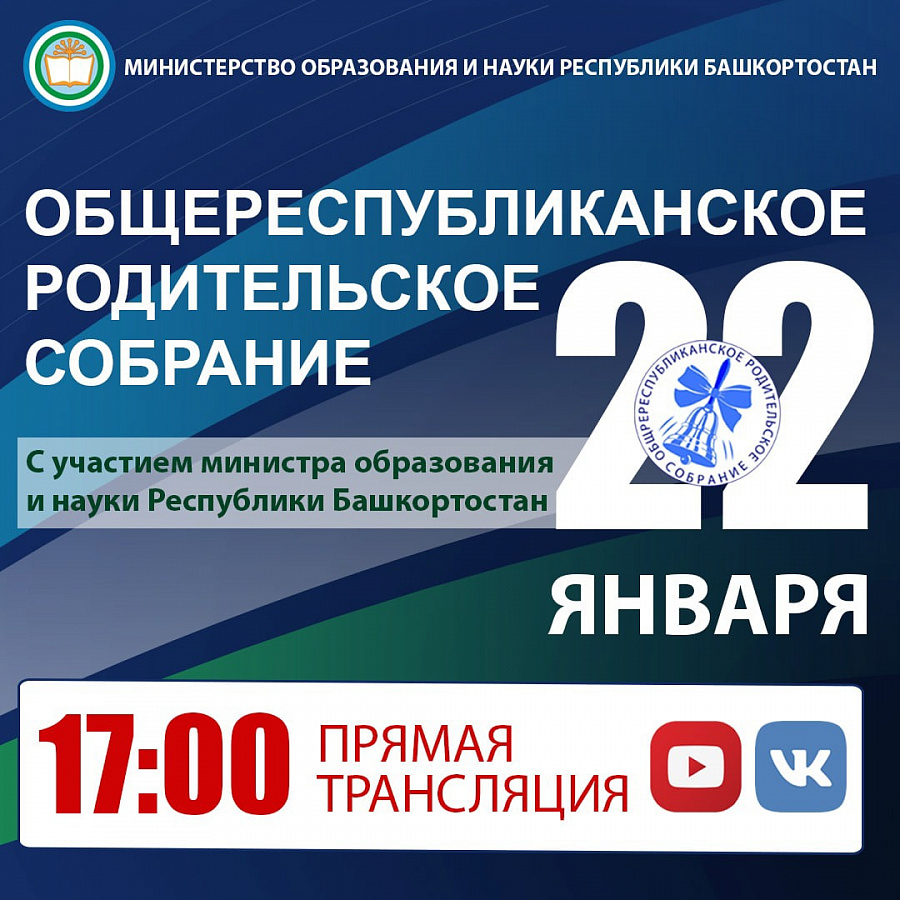 МИНИСТЕРСТВО ОБРАЗОВАНИЯ И НАУКИ РЕСПУБЛИКИ БАШКОРТОСТАН
ОБЩЕРЕСПУБЛИКАНСКОЕ
РОДИТЕЛЬСКОЕ
СОБРАНИЕ
22
ОБЩЕРЕСПУБЛИКАНСКОЕ РОДИТЕЛЬСКОЕ СОБРАНИЕ
С участием министра образования
и науки Республики Башкортостан
ЯНВАРЯ
17:00
ПРЯМАЯ
ТРАНСЛЯЦИЯ